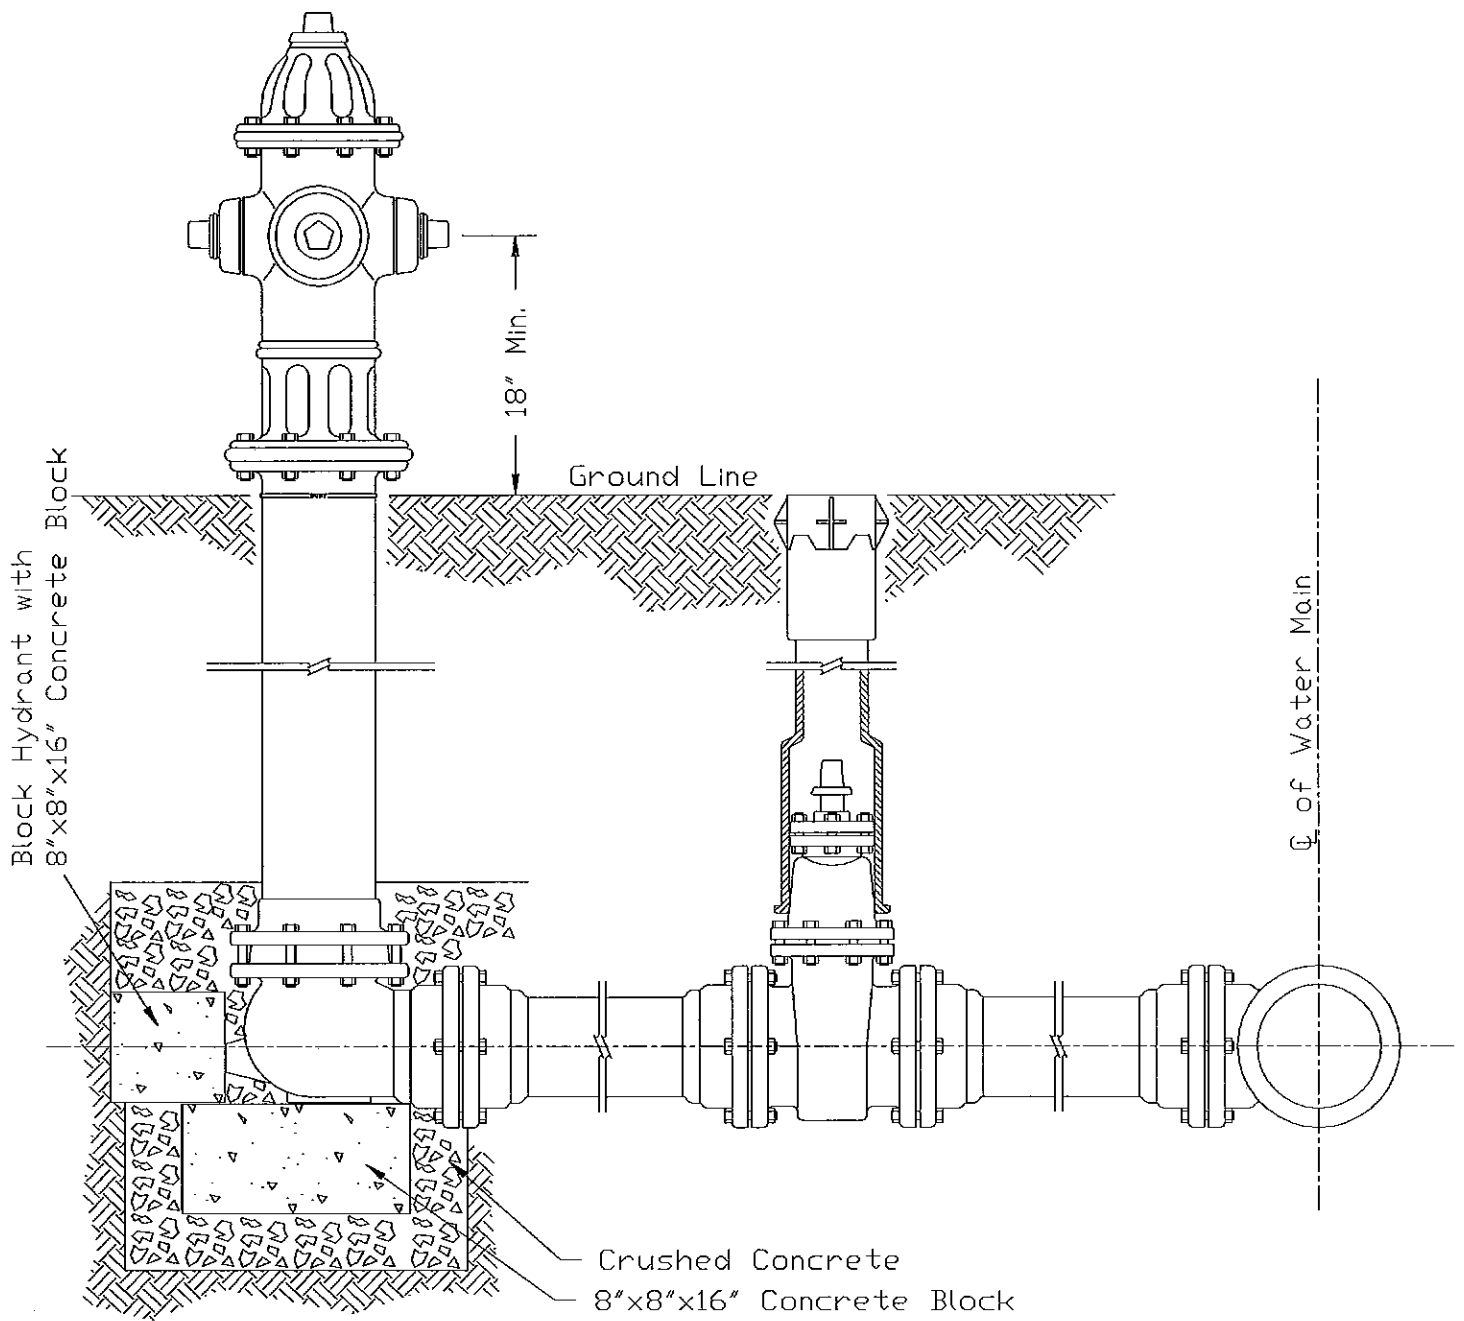 18" Min.
Ground Line
Block Hydrant with
8"x8"x16" Concrete Block
℄ of Water Main
Crushed Concrete
8"x8"x16" Concrete Block